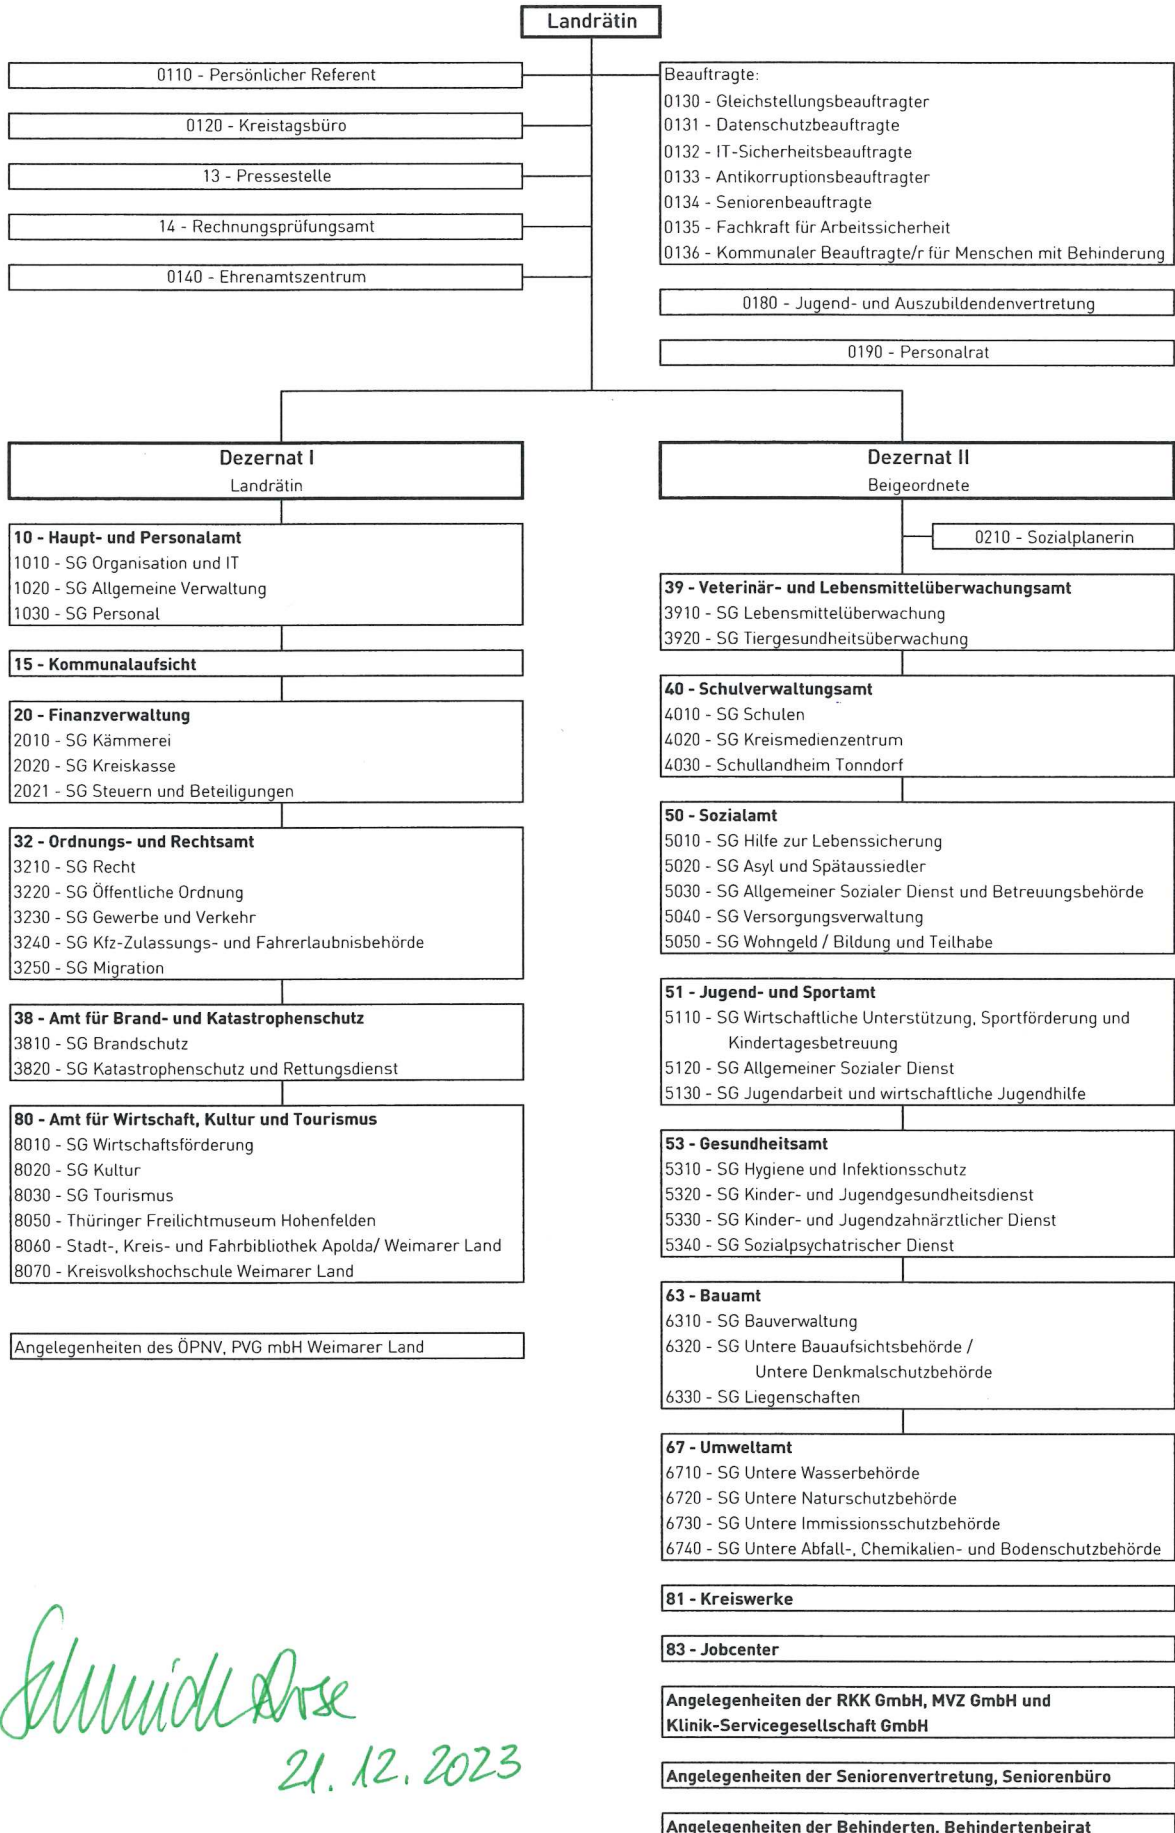 Landrätin
0110 - Persönlicher Referent
0120 - Kreistagsbüro
13 - Pressestelle
14 - Rechnungsprüfungsamt
0140 - Ehrenamtszentrum
Beauftragte:
0130 - Gleichstellungsbeauftragter
0131 - Datenschutzbeauftragte
0132 - IT-Sicherheitsbeauftragte
0133 - Antikorruptionsbeauftragter
0134 - Seniorenbeauftragte
0135 - Fachkraft für Arbeitssicherheit
0136 - Kommunaler Beauftragte/r für Menschen mit Behinderung
0180 - Jugend- und Auszubildendenvertretung
0190 - Personalrat
Dezernat I
Landrätin
10 - Haupt- und Personalamt
1010 - SG Organisation und IT
1020 - SG Allgemeine Verwaltung
1030 - SG Personal
15 - Kommunalaufsicht
20 - Finanzverwaltung
2010 - SG Kämmerei
2020 - SG Kreiskasse
2021 - SG Steuern und Beteiligungen
32 - Ordnungs- und Rechtsamt
3210 - SG Recht
3220 - SG Öffentliche Ordnung
3230 - SG Gewerbe und Verkehr
3240 - SG Kfz-Zulassungs- und Fahrerlaubnisbehörde
3250 - SG Migration
38 - Amt für Brand- und Katastrophenschutz
3810 - SG Brandschutz
3820 - SG Katastrophenschutz und Rettungsdienst
80 - Amt für Wirtschaft, Kultur und Tourismus
8010 - SG Wirtschaftsförderung
8020 - SG Kultur
8030 - SG Tourismus
8050 - Thüringer Freilichtmuseum Hohenfelden
8060 - Stadt-, Kreis- und Fahrbibliothek Apolda/ Weimarer Land
8070 - Kreisvolkshochschule Weimarer Land
Angelegenheiten des ÖPNV, PVG mbH Weimarer Land
Dezernat II
Beigeordnete
0210 - Sozialplanerin
39 - Veterinär- und Lebensmittelüberwachungsamt
3910 - SG Lebensmittelüberwachung
3920 - SG Tiergesundheitsüberwachung
40 - Schulverwaltungsamt
4010 - SG Schulen
4020 - SG Kreismedienzentrum
4030 - Schullandheim Tonndorf
50 - Sozialamt
5010 - SG Hilfe zur Lebenssicherung
5020 - SG Asyl und Spätaussiedler
5030 - SG Allgemeiner Sozialer Dienst und Betreuungsbehörde
5040 - SG Versorgungsverwaltung
5050 - SG Wohngeld / Bildung und Teilhabe
51 - Jugend- und Sportamt
5110 - SG Wirtschaftliche Unterstützung, Sportförderung und
Kindertagesbetreuung
5120 - SG Allgemeiner Sozialer Dienst
5130 - SG Jugendarbeit und wirtschaftliche Jugendhilfe
53 - Gesundheitsamt
5310 - SG Hygiene und Infektionsschutz
5320 - SG Kinder- und Jugendgesundheitsdienst
5330 - SG Kinder- und Jugendzahnärztlicher Dienst
5340 - SG Sozialpsychatrischer Dienst
63 - Bauamt
6310 - SG Bauverwaltung
6320 - SG Untere Bauaufsichtsbehörde /
Untere Denkmalschutzbehörde
6330 - SG Liegenschaften
67 - Umweltamt
6710 - SG Untere Wasserbehörde
6720 - SG Untere Naturschutzbehörde
6730 - SG Untere Immissionsschutzbehörde
6740 - SG Untere Abfall-, Chemikalien- und Bodenschutzbehörde
81 - Kreiswerke
83 - Jobcenter
Angelegenheiten der RKK GmbH, MVZ GmbH und
Klinik-Servicegesellschaft GmbH
Angelegenheiten der Seniorenvertretung, Seniorenbüro
Angelegenheiten der Behinderten, Behindertenbeirat
Schmidt Rose
21. 12. 2023